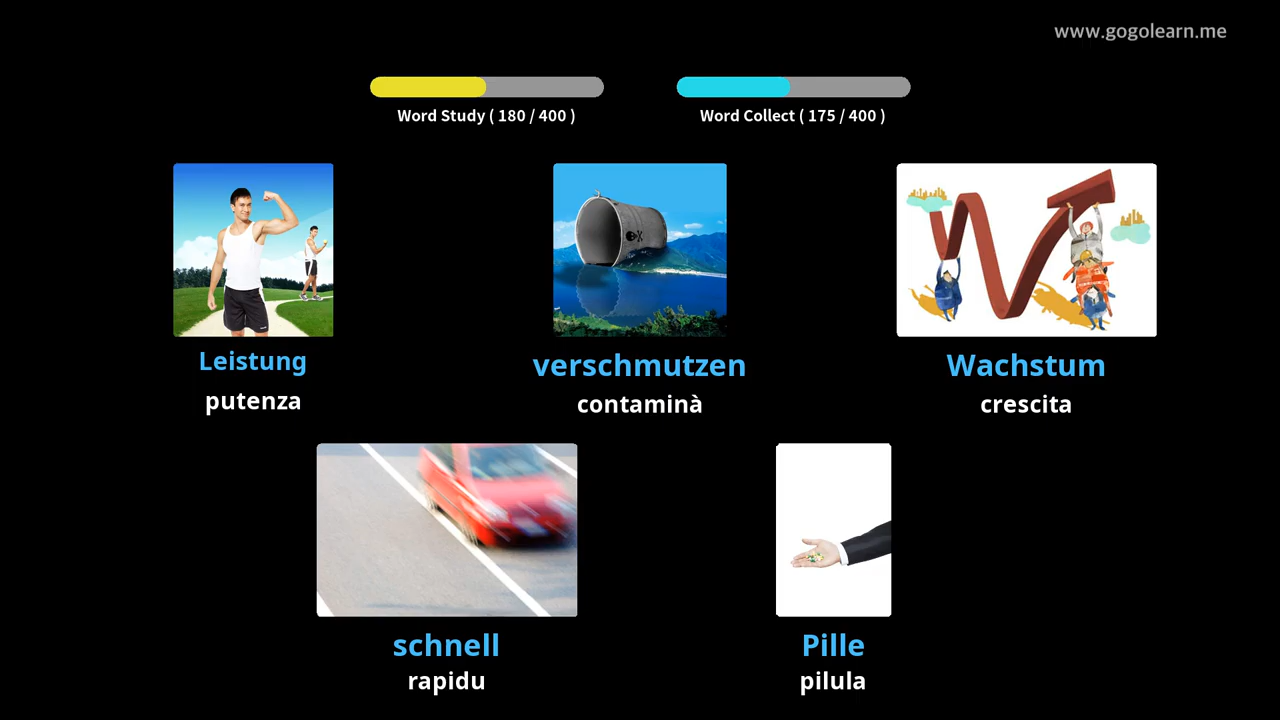 www.gogolearn.me
Word Study ( 180 / 400 )
Word Collect ( 175 / 400 )
Leistung
putenza
verschmutzen
contaminà
Wachstum
crescita
schnell
rapidu
Pille
pilula